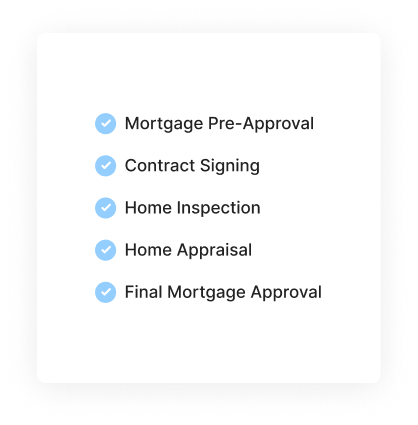 Mortgage Pre-Approval
Contract Signing
Home Inspection
Home Appraisal
Final Mortgage Approval